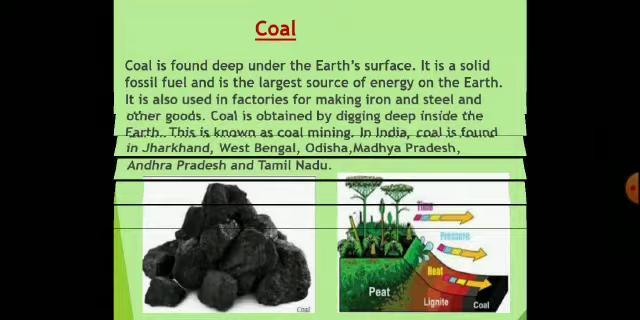 Coal
Coal is found deep under the Earth's surface. It is a solid
fossil fuel and is the largest source of energy on the Earth.
It is also used in factories for making iron and steel and
other goods. Coal is obtained by digging deep inside the
Earth. This is known as coal mining. In India, coal is found
in Jharkhand, West Bengal, Odisha,Madhya Pradesh,
Andhra Pradesh and Tamil Nadu.
Time
Pressure
Heat
Peat
Lignite
Coal
Coal